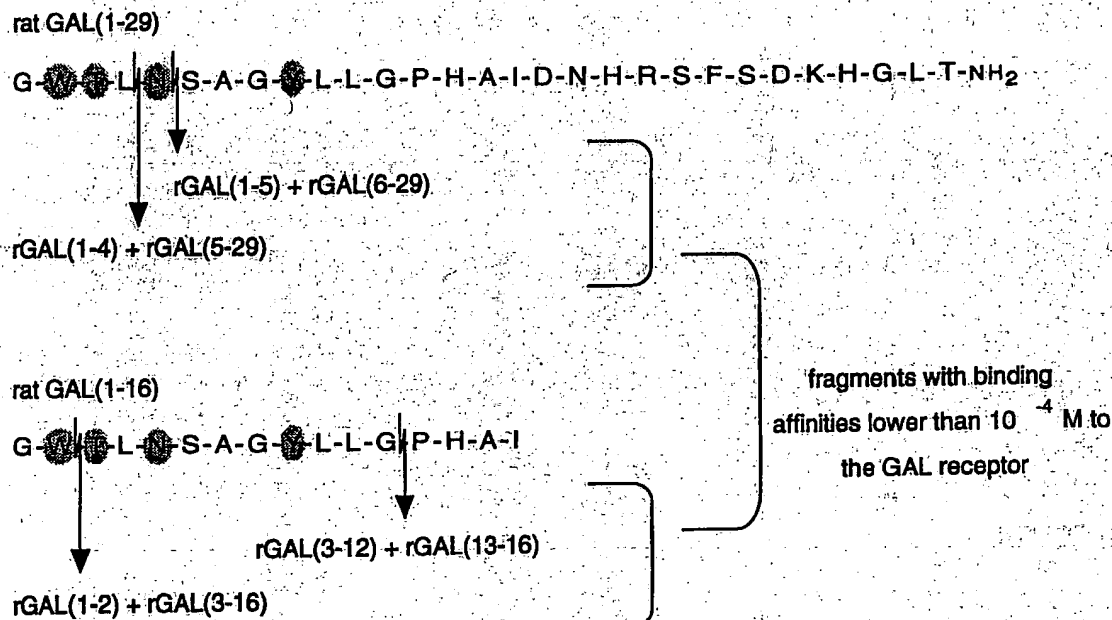 rat GAL(1-29)
G-W-T-L-N-S-A-G-Y-L-L-G-P-H-A-I-D-N-H-R-S-F-S-D-K-H-G-L-T-NH2
rGAL(1-5) + rGAL(6-29)
rGAL(1-4) + rGAL(5-29)
rat GAL(1-16)
G-W-T-L-N-S-A-G-Y-L-L-G-P-H-A-I
rGAL(3-12) + rGAL(13-16)
rGAL(1-2) + rGAL(3-16)
fragments with binding
affinities lower than 10 -4 M to
the GAL receptor